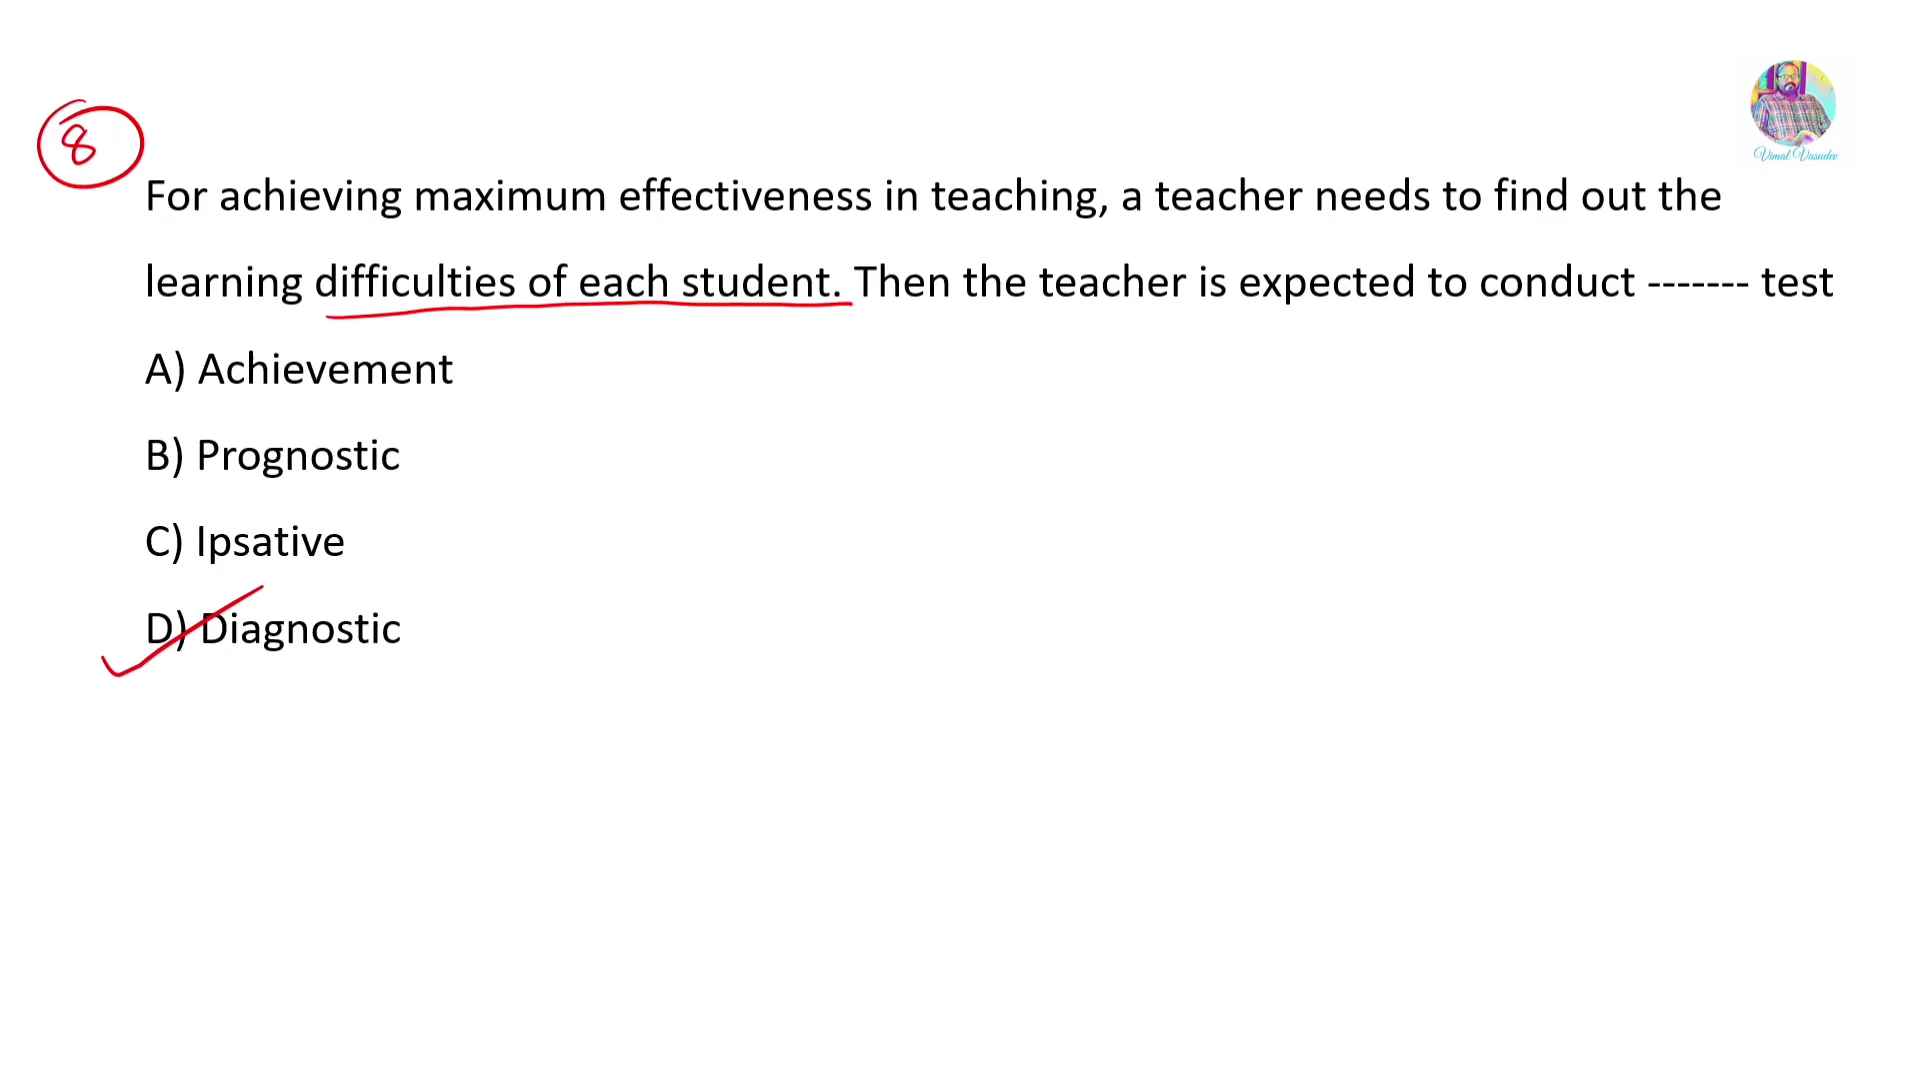 8
Vimal Vasudev
For achieving maximum effectiveness in teaching, a teacher needs to find out the
learning difficulties of each student. Then the teacher is expected to conduct ------- test
A) Achievement
B) Prognostic
C) Ipsative
D) Diagnostic